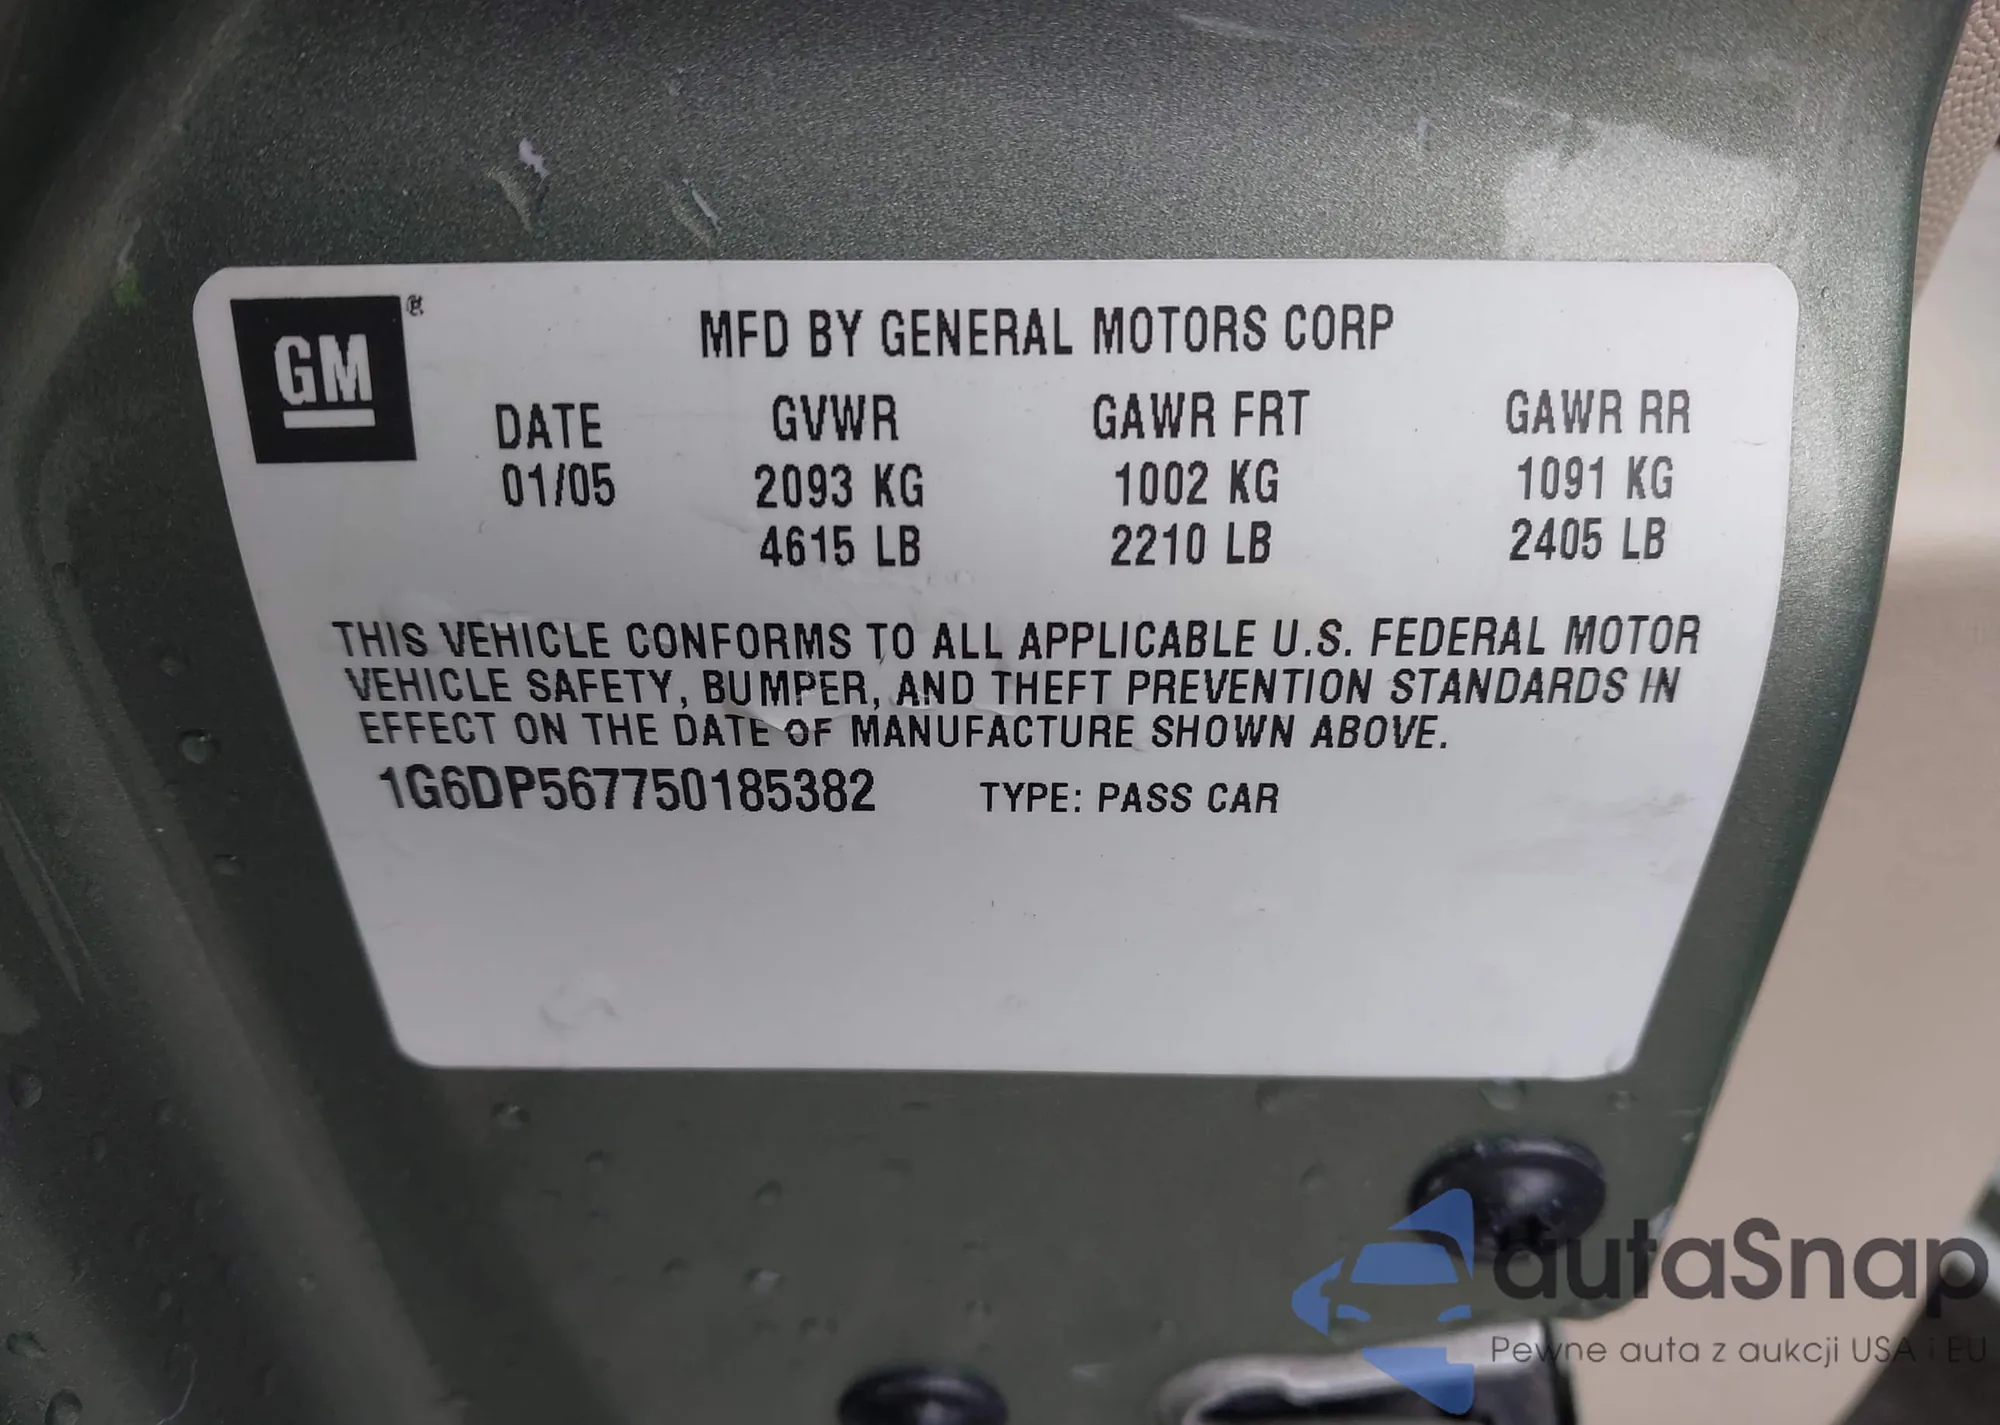 GM®
MFD BY GENERAL MOTORS CORP
DATE GVWR GAWR FRT GAWR RR
01/05 2093 KG 1002 KG 1091 KG
4615 LB 2210 LB 2405 LB
THIS VEHICLE CONFORMS TO ALL APPLICABLE U.S. FEDERAL MOTOR
VEHICLE SAFETY, BUMPER, AND THEFT PREVENTION STANDARDS IN
EFFECT ON THE DATE OF MANUFACTURE SHOWN ABOVE.
1G6DP567750185382 TYPE: PASS CAR
autaSnap
Pewne auta z aukcji USA i EU